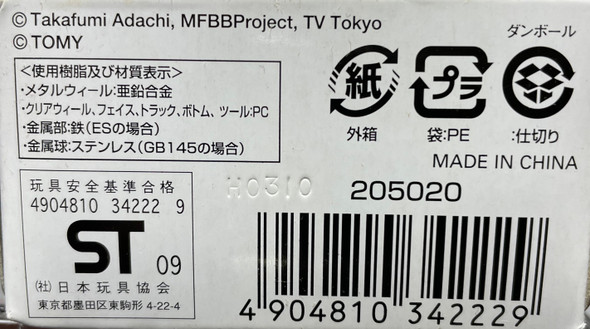 ©Takafumi Adachi, MFBBProject, TV Tokyo
©TOMY
＜使用樹脂及び材質表示＞
・メタルウィール:亜鉛合金
・クリアウィール、フェイス、トラック、ボトム、ツール:PC
・金属部:鉄(ESの場合)
・金属球:ステンレス(GB145の場合)
紙
外箱
プラ
袋:PE
ダンボール
:仕切り
MADE IN CHINA
玩具安全基準合格
4904810 34222 9
ST 09
(社)日本玩具協会
東京都墨田区東駒形 4-22-4
H0310
205020
4 904810 342229